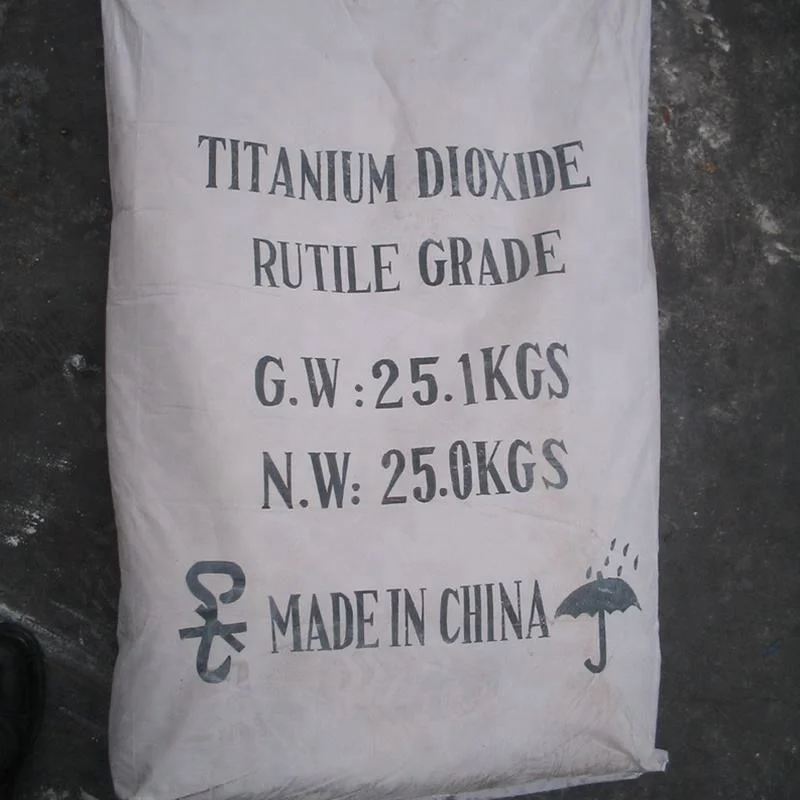 TITANIUM DIOXIDE
RUTILE GRADE
G.W:25.1KGS
N.W: 25.0KGS
MADE IN CHINA